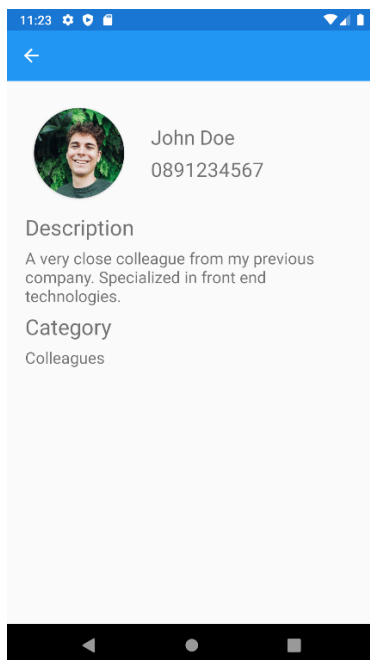 11:23
John Doe
0891234567
Description
A very close colleague from my previous
company. Specialized in front end
technologies.
Category
Colleagues